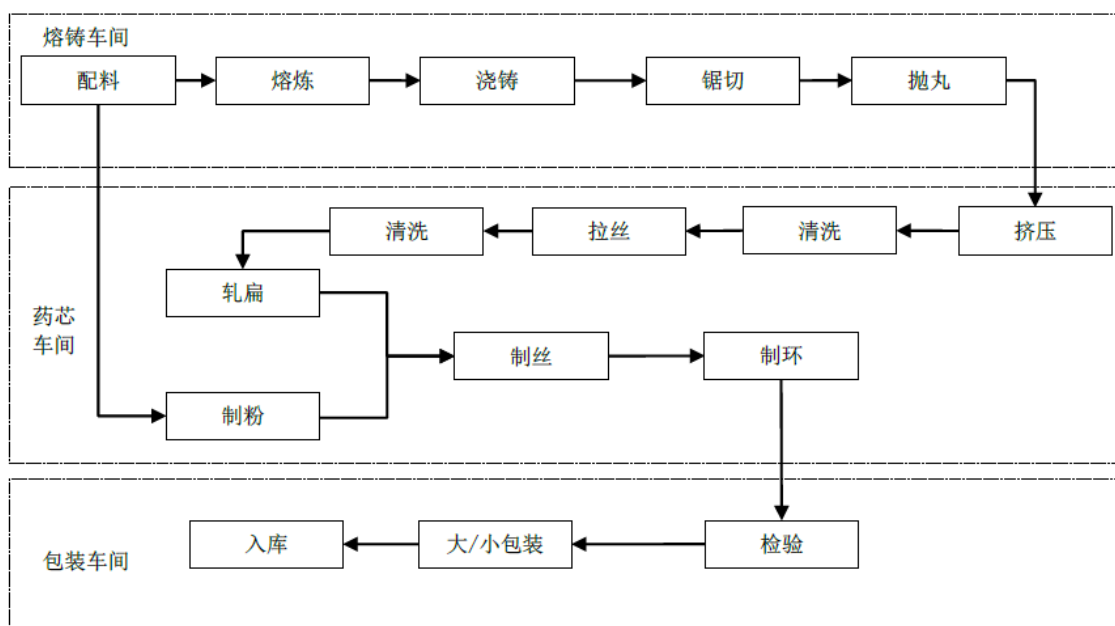 熔铸车间
配料
熔炼
浇铸
锯切
抛丸
清洗
拉丝
清洗
挤压
轧扁
药芯
车间
制丝
制环
制粉
入库
大/小包装
检验
包装车间